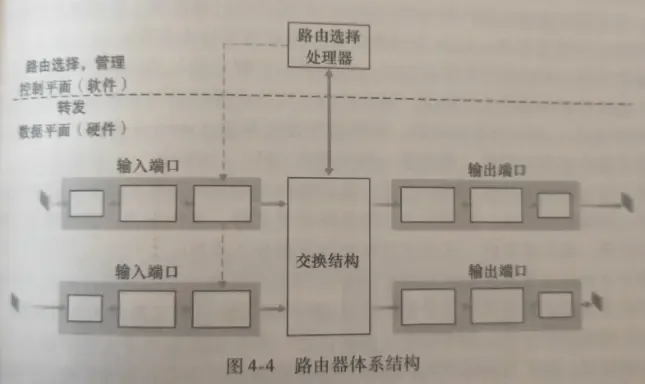 路由选择
处理器
路由选择，管理
控制平面（软件）
转发
数据平面（硬件）
输入端口
输出端口
交换结构
输入端口
输出端口
图 4-4 路由器体系结构